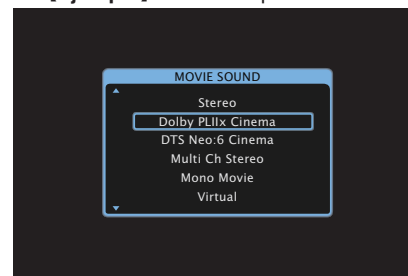 MOVIE SOUND
Stereo
Dolby PLIIx Cinema
DTS Neo:6 Cinema
Multi Ch Stereo
Mono Movie
Virtual